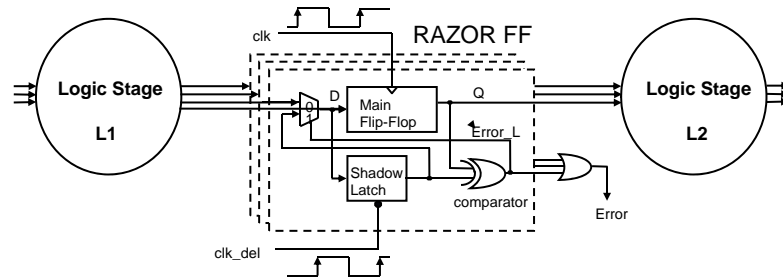 clk
RAZOR FF
Logic Stage
L1
D
0
1
Main
Flip-Flop
Q
Error_L
Shadow
Latch
comparator
Error
clk_del
Logic Stage
L2